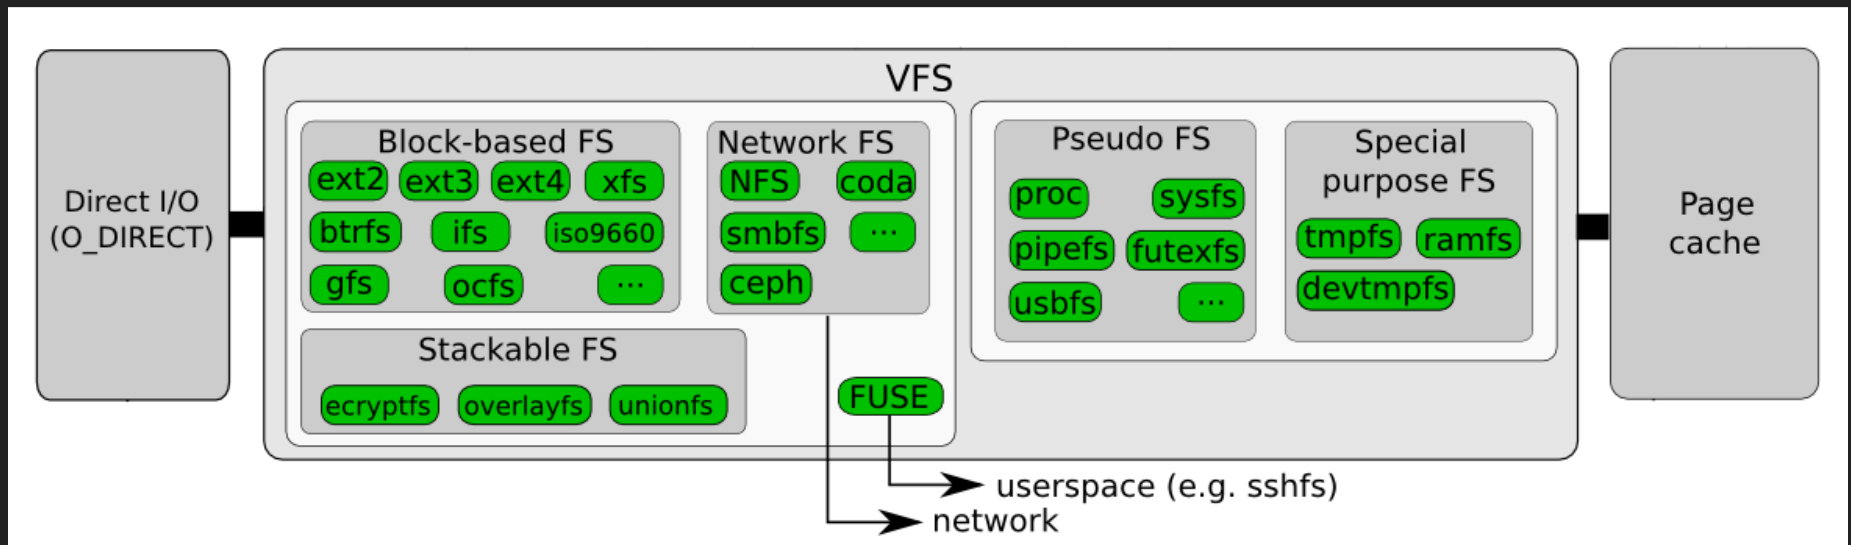 VFS
Direct I/O
(O_DIRECT)
Block-based FS
ext2 ext3 ext4 xfs
btrfs ifs iso9660
gfs ocfs ...
Network FS
NFS coda
smbfs ...
ceph
Stackable FS
ecryptfs overlayfs unionfs
FUSE
Pseudo FS
proc sysfs
pipefs futexfs
usbfs ...
Special
purpose FS
tmpfs ramfs
devtmpfs
Page
cache
userspace (e.g. sshfs)
network